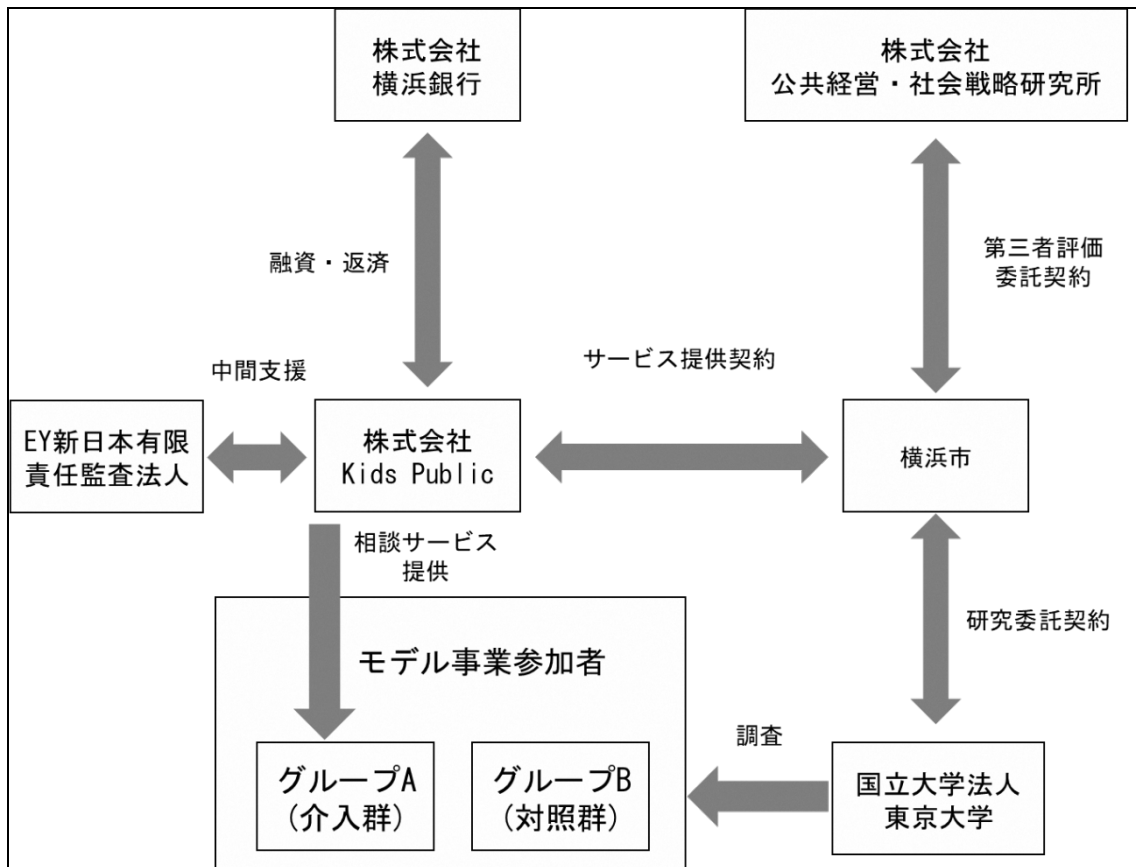 株式会社
横浜銀行
株式会社
公共経営・社会戦略研究所
融資・返済
第三者評価
委託契約
中間支援
サービス提供契約
EY新日本有限
責任監査法人
株式会社
Kids Public
横浜市
相談サービス
提供
研究委託契約
モデル事業参加者
調査
グループA
（介入群）
グループB
（対照群）
国立大学法人
東京大学